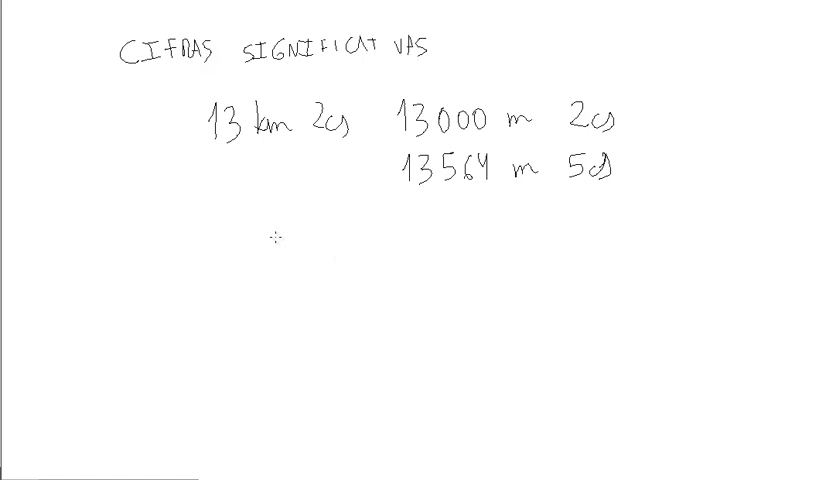 CIFRAS SIGNIFICATIVAS
13 km 2cs 13000 m 2cs
13564 m 5cs